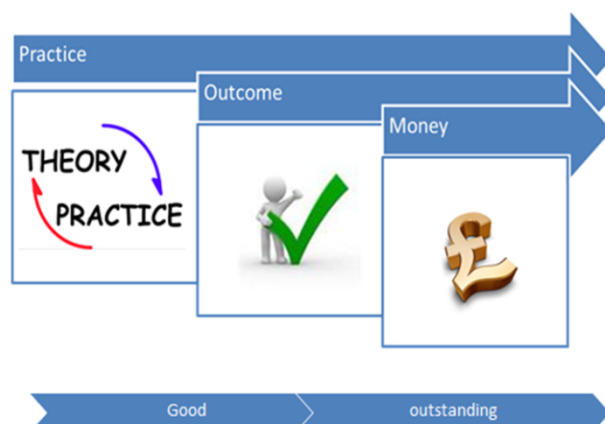 Practice
Outcome
Money
THEORY
PRACTICE
£
Good
outstanding